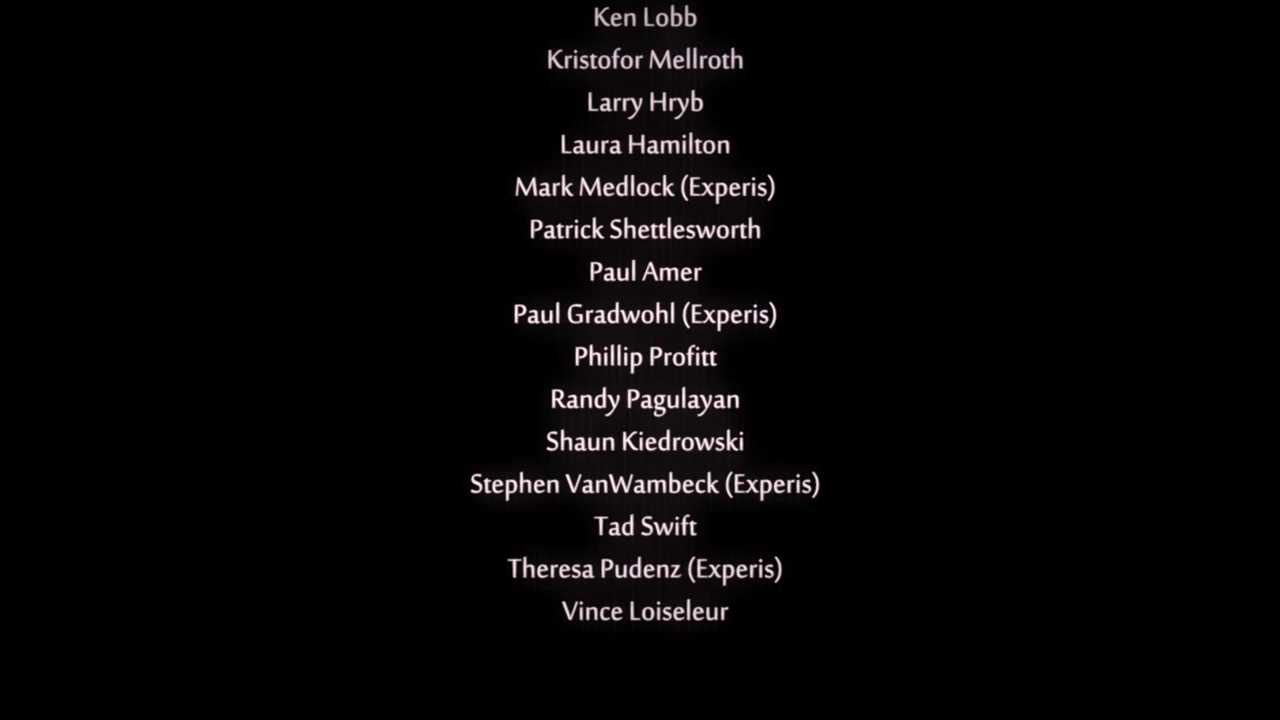 Ken Lobb
Kristofor Mellroth
Larry Hryb
Laura Hamilton
Mark Medlock (Experis)
Patrick Shettlesworth
Paul Amer
Paul Gradwohl (Experis)
Phillip Profitt
Randy Pagulayan
Shaun Kiedrowski
Stephen VanWambeck (Experis)
Tad Swift
Theresa Pudenz (Experis)
Vince Loiseleur